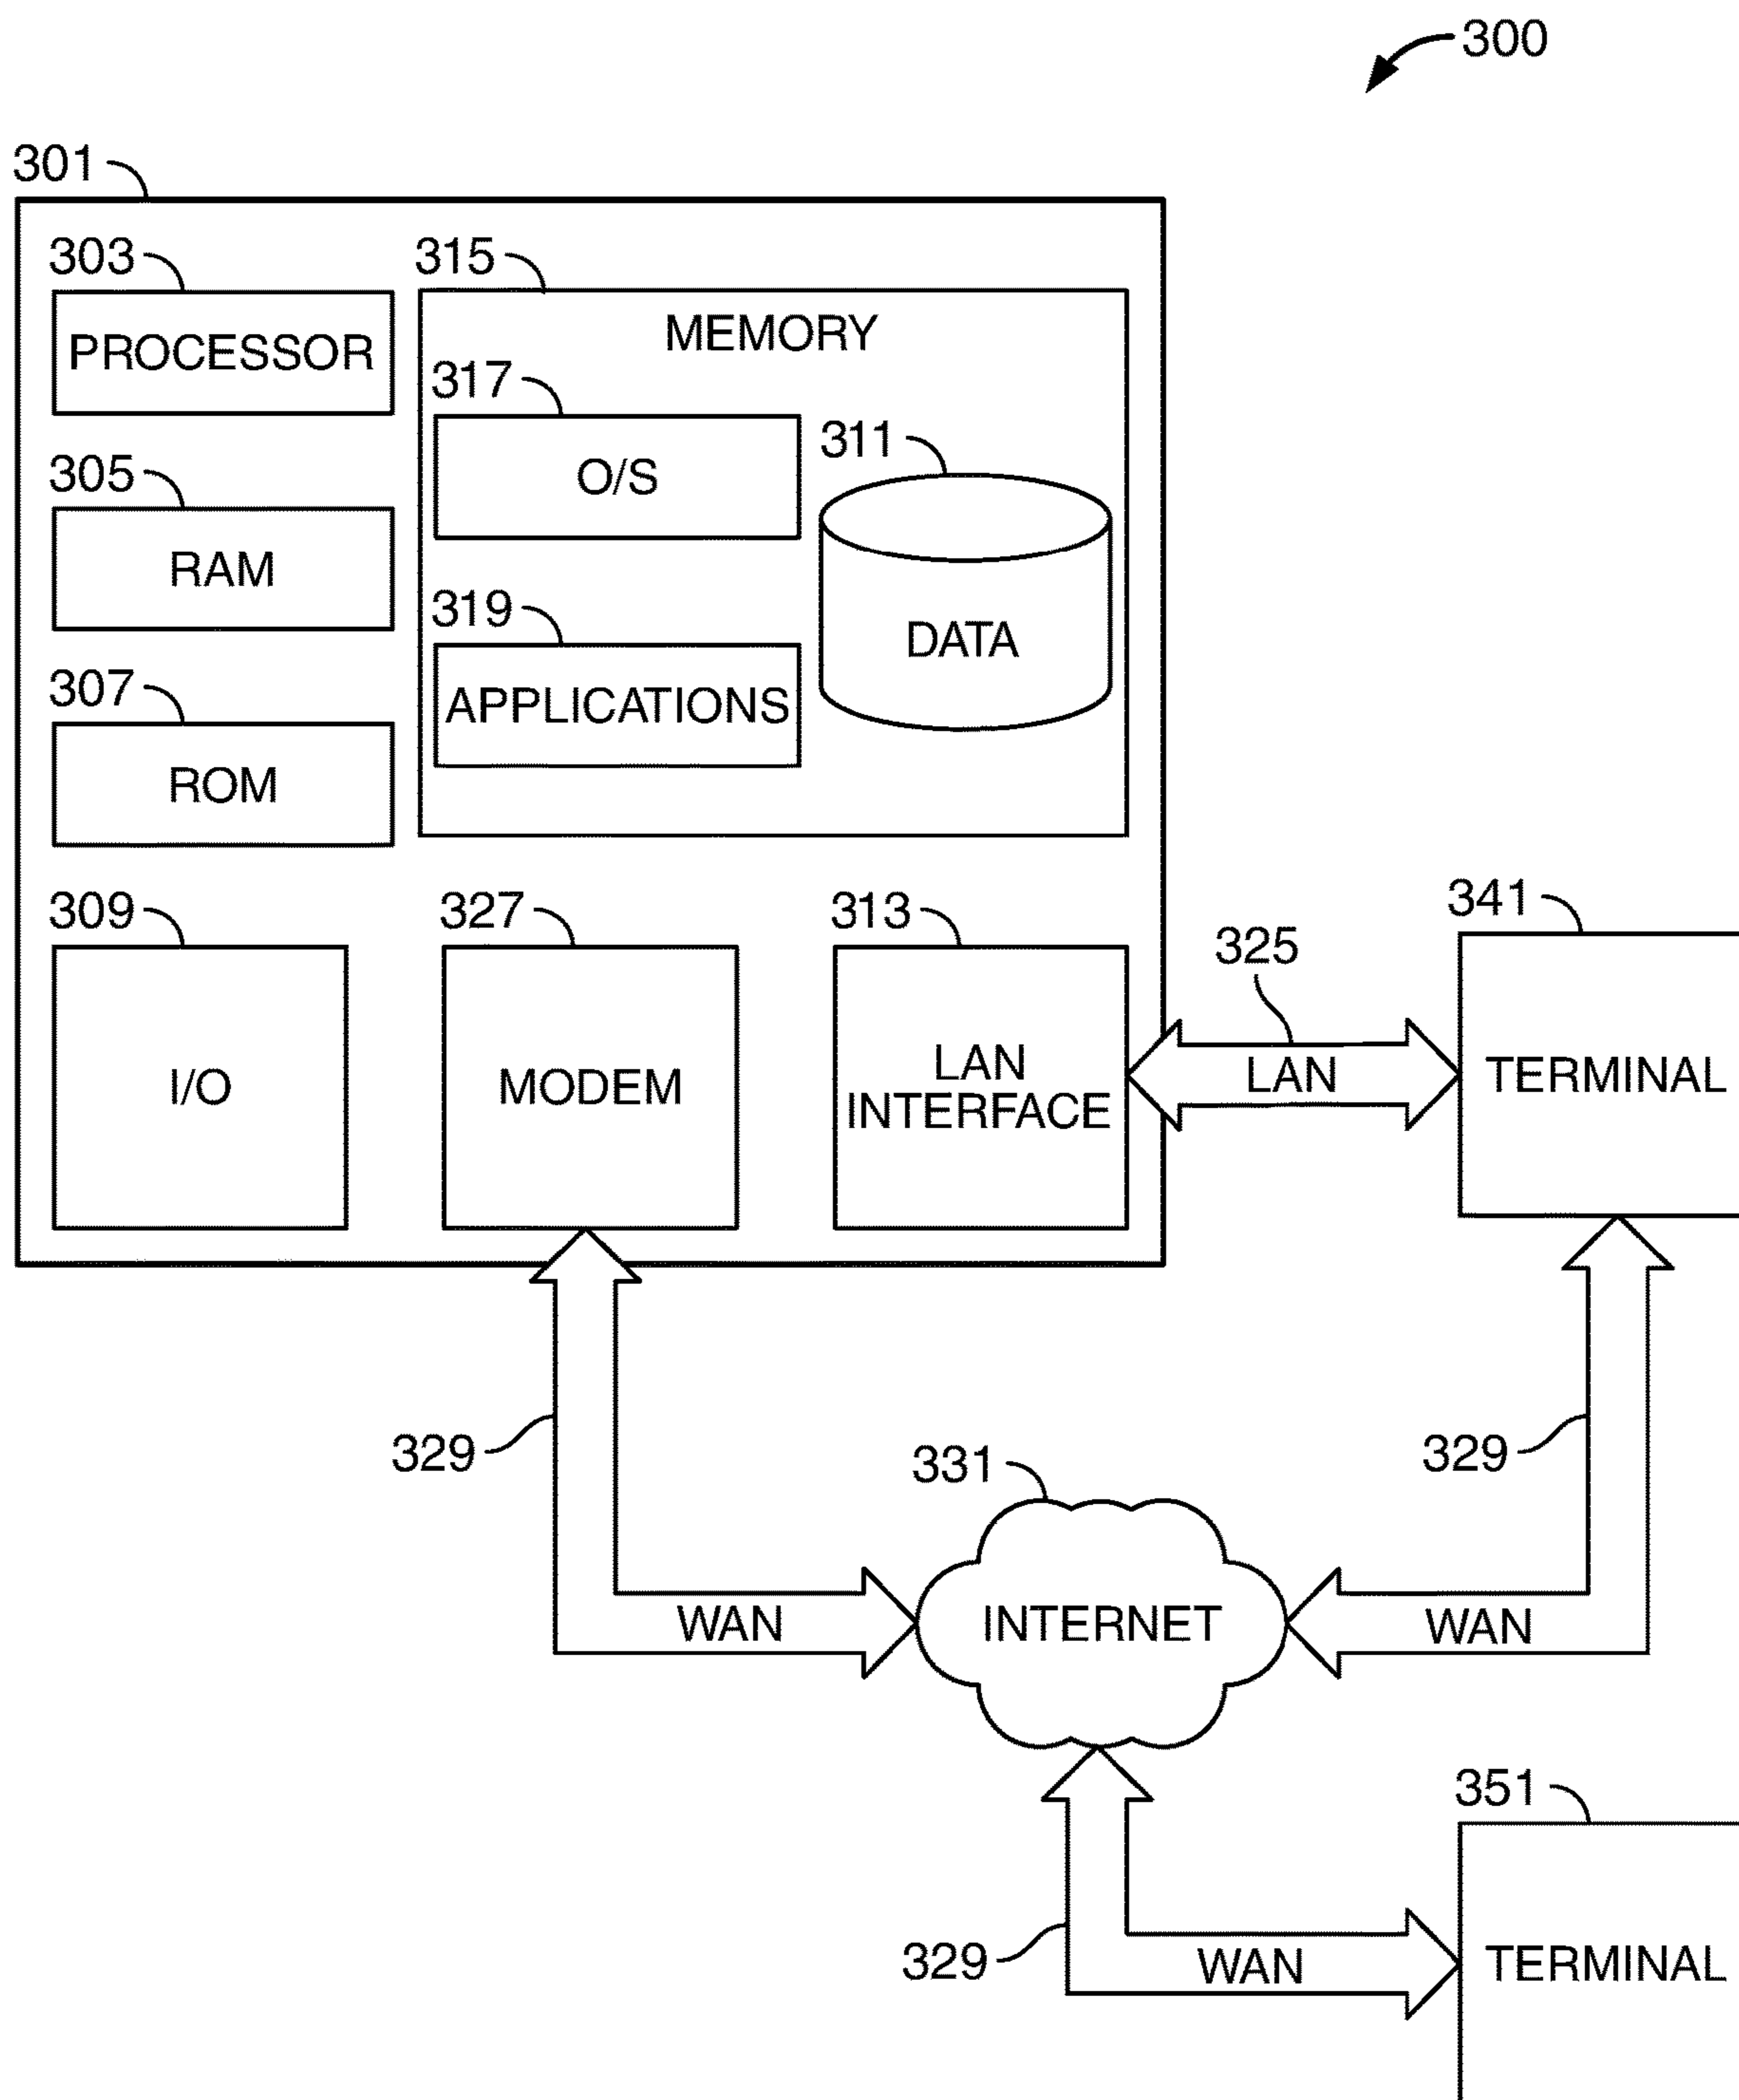 300
301
303
PROCESSOR
305
RAM
307
ROM
315
MEMORY
317
O/S
311
DATA
319
APPLICATIONS
309
I/O
327
MODEM
313
LAN
INTERFACE
325
LAN
341
TERMINAL
329
WAN
331
INTERNET
329
WAN
351
TERMINAL
329
WAN